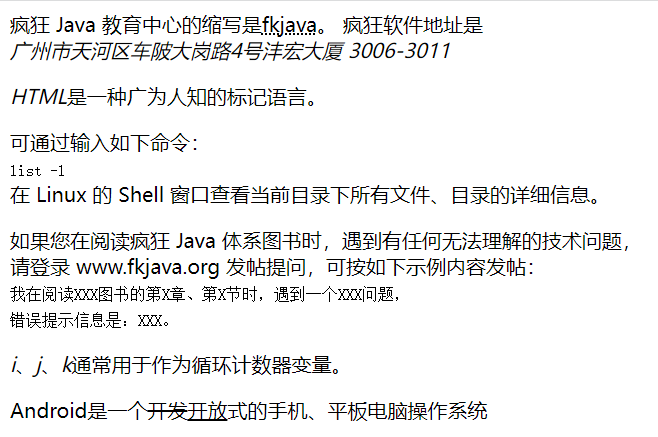 疯狂 Java 教育中心的缩写是fkjava。 疯狂软件地址是
广州市天河区车陂大岗路4号沣宏大厦 3006-3011
HTML是一种广为人知的标记语言。
可通过输入如下命令：
list -l
在 Linux 的 Shell 窗口查看当前目录下所有文件、目录的详细信息。
如果您在阅读疯狂 Java 体系图书时，遇到有任何无法理解的技术问题，
请登录 www.fkjava.org 发帖提问，可按如下示例内容发帖：
我在阅读XXX图书的第X章、第X节时，遇到一个XXX问题，
错误提示信息是：XXX。
i、j、k通常用于作为循环计数器变量。
Android是一个开发开放式的手机、平板电脑操作系统